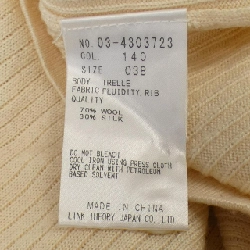 NO. 03-4303723
COL. 140
SIZE 038
BODY TRELLE
FABRIC FLUIDITY RIB
QUALITY
70% WOOL
30% SILK
DO NOT BLEACH
COOL IRON USING PRESS CLOTH
DRY CLEAN WITH PETROLEUM
BASED SOLVENT
MADE IN CHINA
LINK THEORY JAPAN CO., LTD